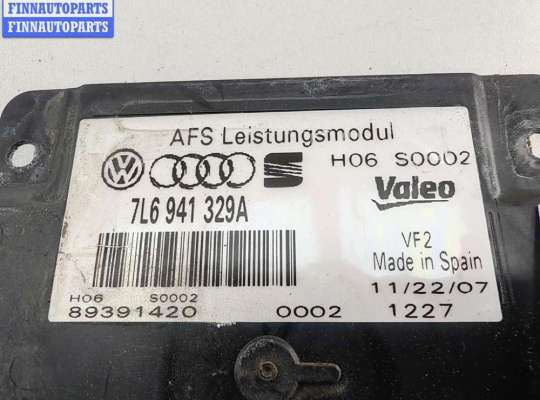 FINNAUTOPARTS
FINNAUTOPARTS
AFS Leistungsmodul
H06 S0002
7L6 941 329A
Valeo
VF2
Made in Spain
H06 S0002
11/22/07
89391420 0002 1227